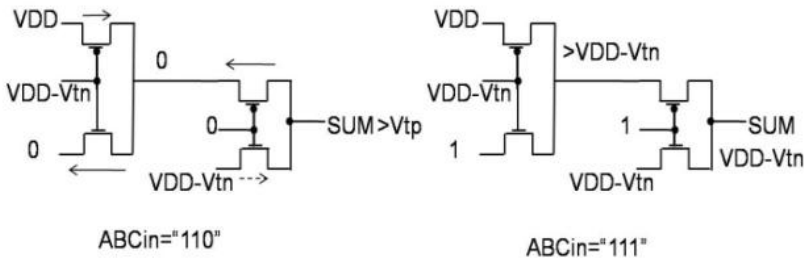 VDD
0
VDD-Vtn
0
SUM >Vtp
0
VDD-Vtn
ABCin="110"
VDD
>VDD-Vtn
VDD-Vtn
1
SUM
1
VDD-Vtn
VDD-Vtn
ABCin="111"